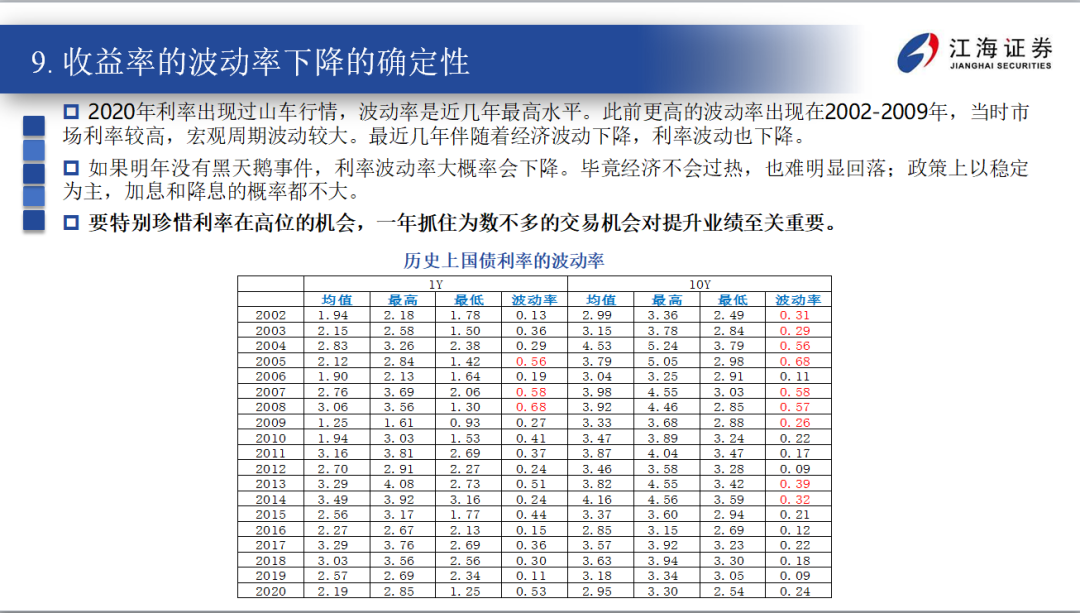 9. 收益率的波动率下降的确定性
江海证券
JIANGHAI SECURITIES
2020年利率出现过山车行情，波动率是近几年最高水平。此前更高的波动率出现在2002-2009年，当时市
场利率较高，宏观周期波动较大。最近几年伴随着经济波动下降，利率波动也下降。
如果明年没有黑天鹅事件，利率波动率大概率会下降。毕竟经济不会过热，也难明显回落；政策上以稳定
为主，加息和降息的概率都不大。
要特别珍惜利率在高位的机会，一年抓住为数不多的交易机会对提升业绩至关重要。
历史上国债利率的波动率
1Y 10Y
均值 最高 最低 波动率 均值 最高 最低 波动率
2002 1.94 2.18 1.78 0.13 2.99 3.36 2.49 0.31
2003 2.15 2.58 1.50 0.36 3.15 3.78 2.84 0.29
2004 2.83 3.26 2.38 0.29 4.53 5.24 3.79 0.56
2005 2.12 2.84 1.42 0.56 3.79 5.05 2.98 0.68
2006 1.90 2.13 1.64 0.19 3.04 3.25 2.91 0.11
2007 2.76 3.69 2.06 0.58 3.98 4.55 3.03 0.58
2008 3.06 3.56 1.30 0.68 3.92 4.46 2.85 0.57
2009 1.25 1.61 0.93 0.27 3.33 3.68 2.88 0.26
2010 1.94 3.03 1.53 0.41 3.47 3.89 3.24 0.22
2011 3.16 3.81 2.69 0.37 3.87 4.04 3.47 0.17
2012 2.70 2.91 2.27 0.24 3.46 3.58 3.28 0.09
2013 3.29 4.08 2.73 0.51 3.82 4.55 3.42 0.39
2014 3.49 3.92 3.16 0.24 4.16 4.56 3.59 0.32
2015 2.56 3.17 1.77 0.44 3.37 3.60 2.94 0.21
2016 2.27 2.67 2.13 0.15 2.85 3.15 2.69 0.12
2017 3.29 3.76 2.69 0.36 3.57 3.92 3.23 0.22
2018 3.03 3.56 2.56 0.30 3.63 3.94 3.30 0.18
2019 2.57 2.69 2.34 0.11 3.18 3.34 3.05 0.09
2020 2.19 2.85 1.25 0.53 2.95 3.30 2.54 0.24